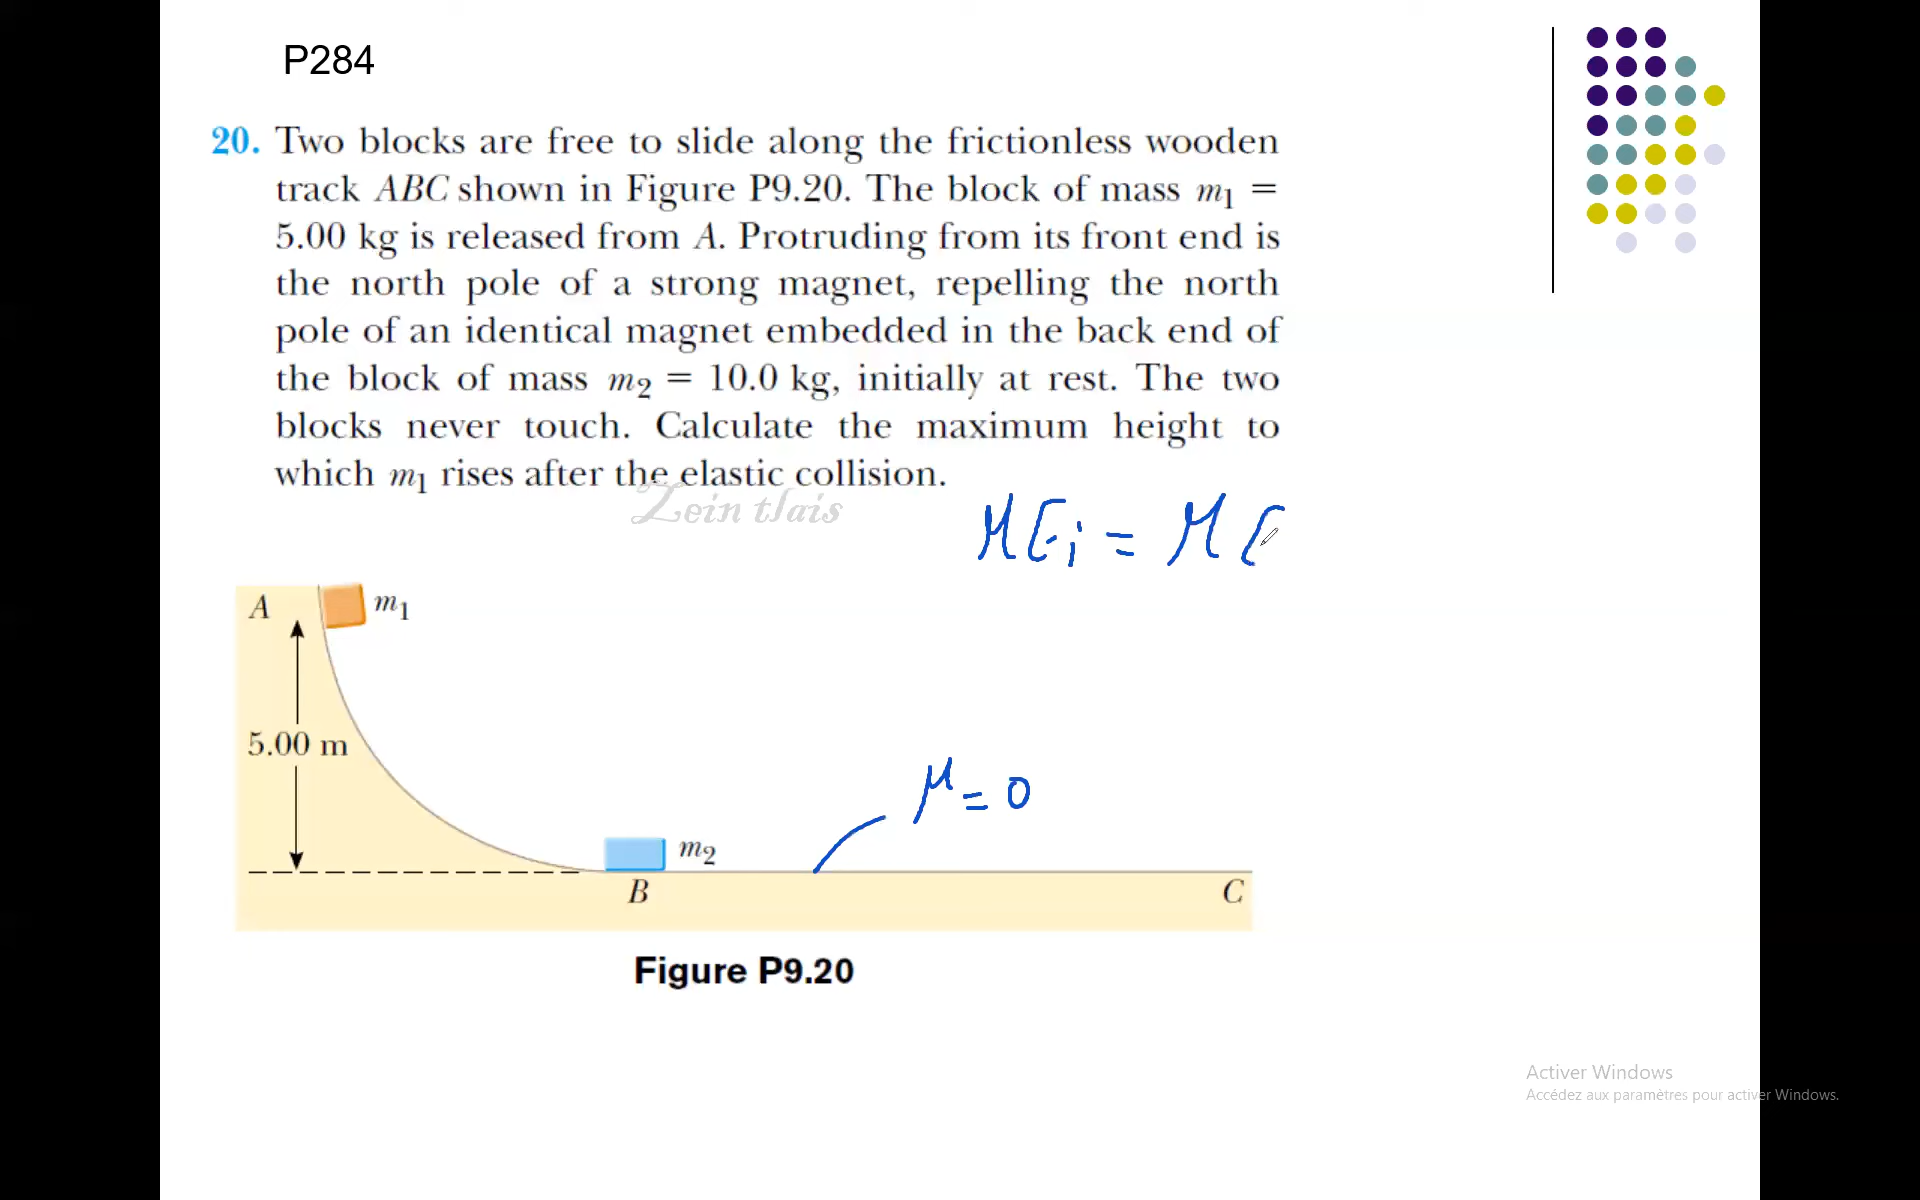 P284
20. Two blocks are free to slide along the frictionless wooden
track ABC shown in Figure P9.20. The block of mass m₁ =
5.00 kg is released from A. Protruding from its front end is
the north pole of a strong magnet, repelling the north
pole of an identical magnet embedded in the back end of
the block of mass m₂ = 10.0 kg, initially at rest. The two
blocks never touch. Calculate the maximum height to
which m₁ rises after the elastic collision.
Zein tlais
MEi = ME
A
m₁
5.00 m
μ = 0
m₂
B
C
Figure P9.20
Activer Windows
Accédez aux paramètres pour activer Windows.